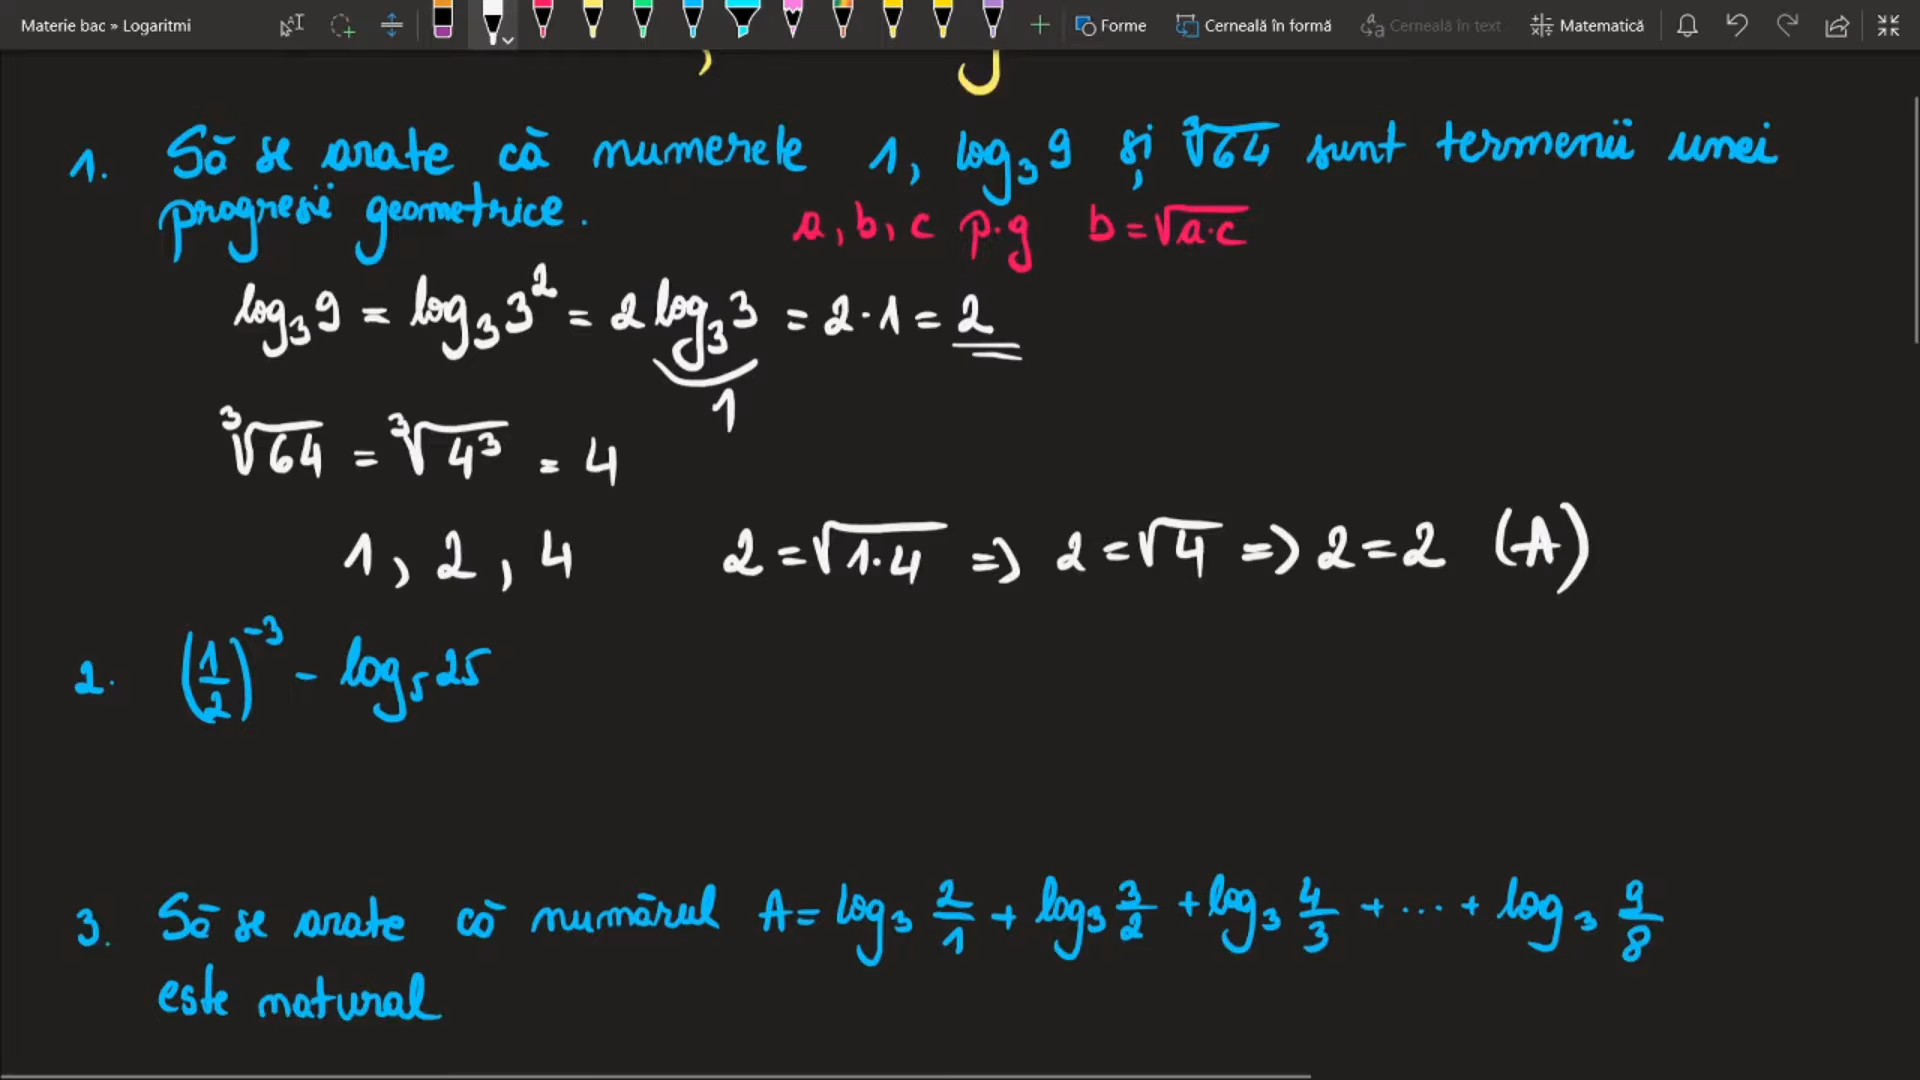 Materie bac » Logaritmi Forme Cerneală în formă Cerneală în text Matematică
1. Să se arate că numerele 1, log₃9 și ∛64 sunt termenii unei
progresii geometrice. a, b, c p.g b=√a·c
log₃9 = log₃3² = 2log₃3 = 2·1 = 2
1
∛64 = ∛4³ = 4
1, 2, 4 2=√1·4 => 2=√4 => 2=2 (A)
2. (1/2)⁻³ - log₅25
3. Să se arate că numărul A= log₃ 2/1 + log₃ 3/2 + log₃ 4/3 + ... + log₃ 9/8
este natural